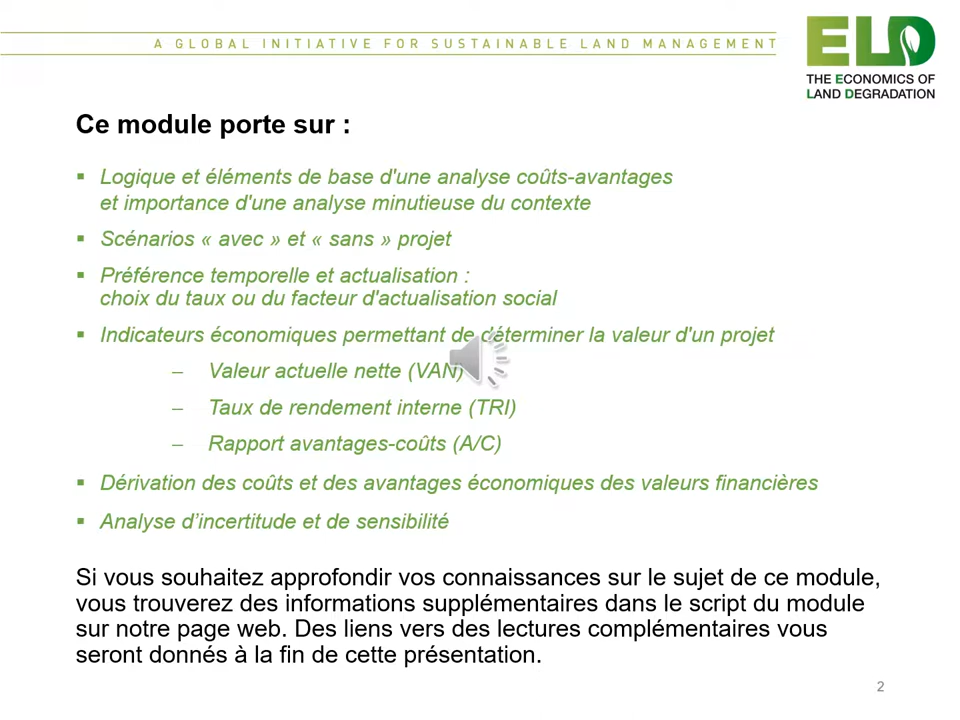 A GLOBAL INITIATIVE FOR SUSTAINABLE LAND MANAGEMENT
ELD
THE ECONOMICS OF
LAND DEGRADATION
Ce module porte sur :
▪ Logique et éléments de base d'une analyse coûts-avantages
et importance d'une analyse minutieuse du contexte
▪ Scénarios « avec » et « sans » projet
▪ Préférence temporelle et actualisation :
choix du taux ou du facteur d'actualisation social
▪ Indicateurs économiques permettant de déterminer la valeur d'un projet
– Valeur actuelle nette (VAN)
– Taux de rendement interne (TRI)
– Rapport avantages-coûts (A/C)
▪ Dérivation des coûts et des avantages économiques des valeurs financières
▪ Analyse d’incertitude et de sensibilité
Si vous souhaitez approfondir vos connaissances sur le sujet de ce module,
vous trouverez des informations supplémentaires dans le script du module
sur notre page web. Des liens vers des lectures complémentaires vous
seront donnés à la fin de cette présentation.
2